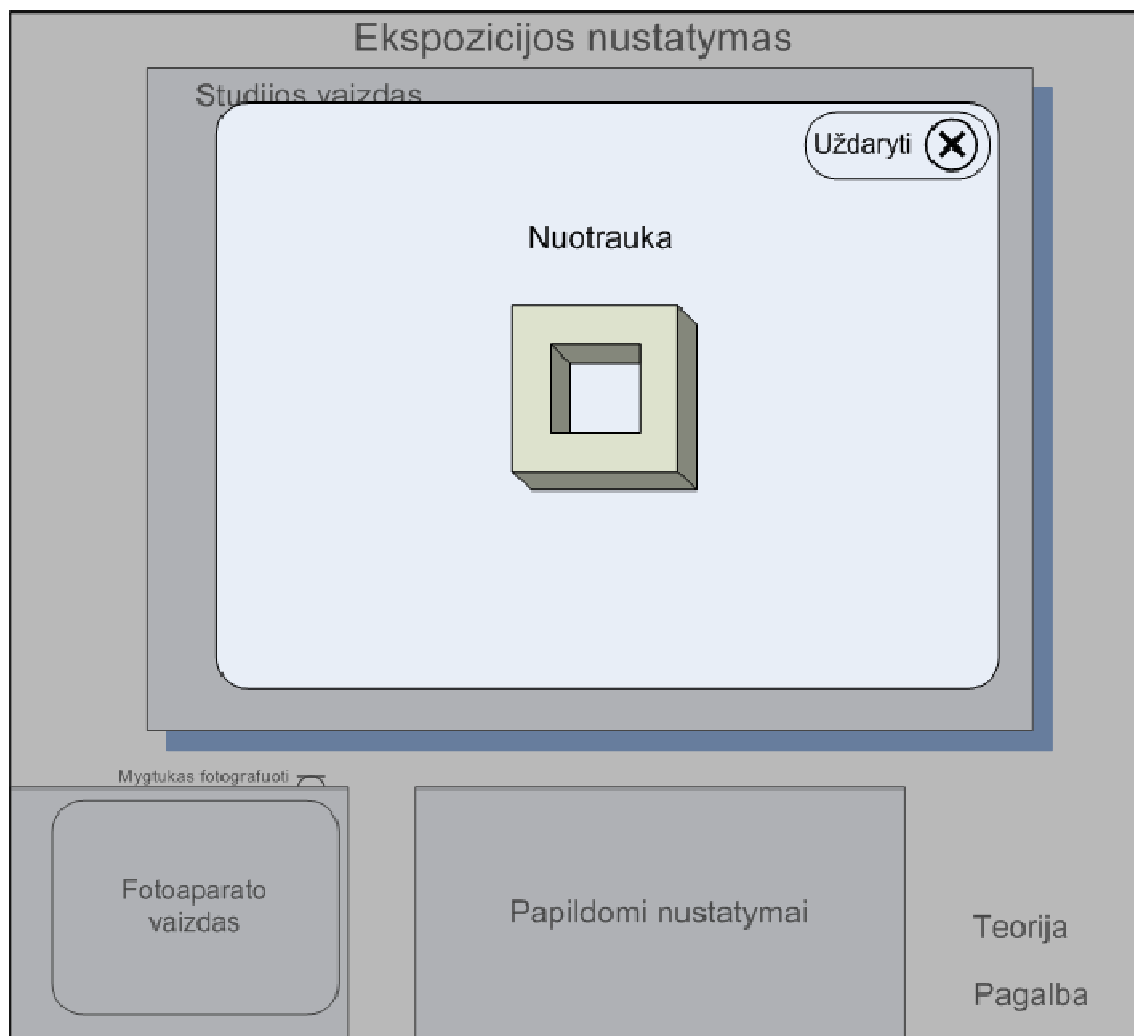 Ekspozicijos nustatymas
Studijos vaizdas
Uždaryti
Nuotrauka
Mygtukas fotografuoti
Fotoaparato
vaizdas
Papildomi nustatymai
Teorija
Pagalba